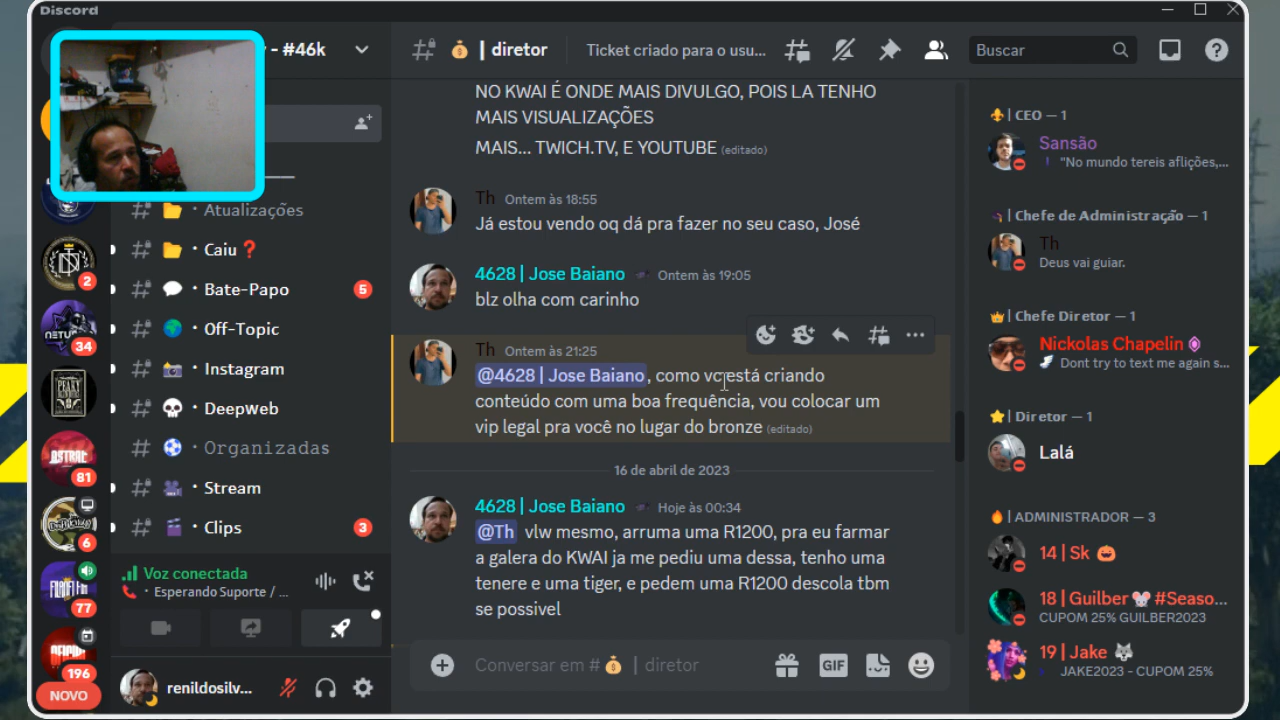 Discord
- #46k
Atualizações
Caiu ❓
Bate-Papo
5
Off-Topic
Instagram
DeepWeb
Organizadas
Stream
Clips
3
2
34
PEAKY
BLINDERS
ASTRAL
81
6
77
196
NOVO
Voz conectada
Esperando Suporte / ...
renildosilv...
| diretor
Ticket criado para o usu...
Buscar
NO KWAI É ONDE MAIS DIVULGO, POIS LA TENHO
MAIS VISUALIZAÇÕES
MAIS... TWICH.TV, E YOUTUBE (editado)
Th Ontem às 18:55
Já estou vendo oq dá pra fazer no seu caso, José
4628 | Jose Baiano Ontem às 19:05
blz olha com carinho
Th Ontem às 21:25
@4628 | Jose Baiano, como vc está criando
conteúdo com uma boa frequência, vou colocar um
vip legal pra você no lugar do bronze (editado)
16 de abril de 2023
4628 | Jose Baiano Hoje às 00:34
@Th vlw mesmo, arruma uma R1200, pra eu farmar
a galera do KWAI ja me pediu uma dessa, tenho uma
tenere e uma tiger, e pedem uma R1200 descola tbm
se possivel
Conversar em # 💰 | diretor
GIF
| CEO — 1
Sansão
"No mundo tereis aflições,...
| Chefe de Administração — 1
Th
Deus vai guiar.
| Chefe Diretor — 1
Nickolas Chapelin
Dont try to text me again s...
| Diretor — 1
Lalá
| ADMINISTRADOR — 3
14 | Sk 🎃
18 | Guilber 🐭 #Seaso...
CUPOM 25% GUILBER2023
19 | Jake 🐺
JAKE2023 - CUPOM 25%